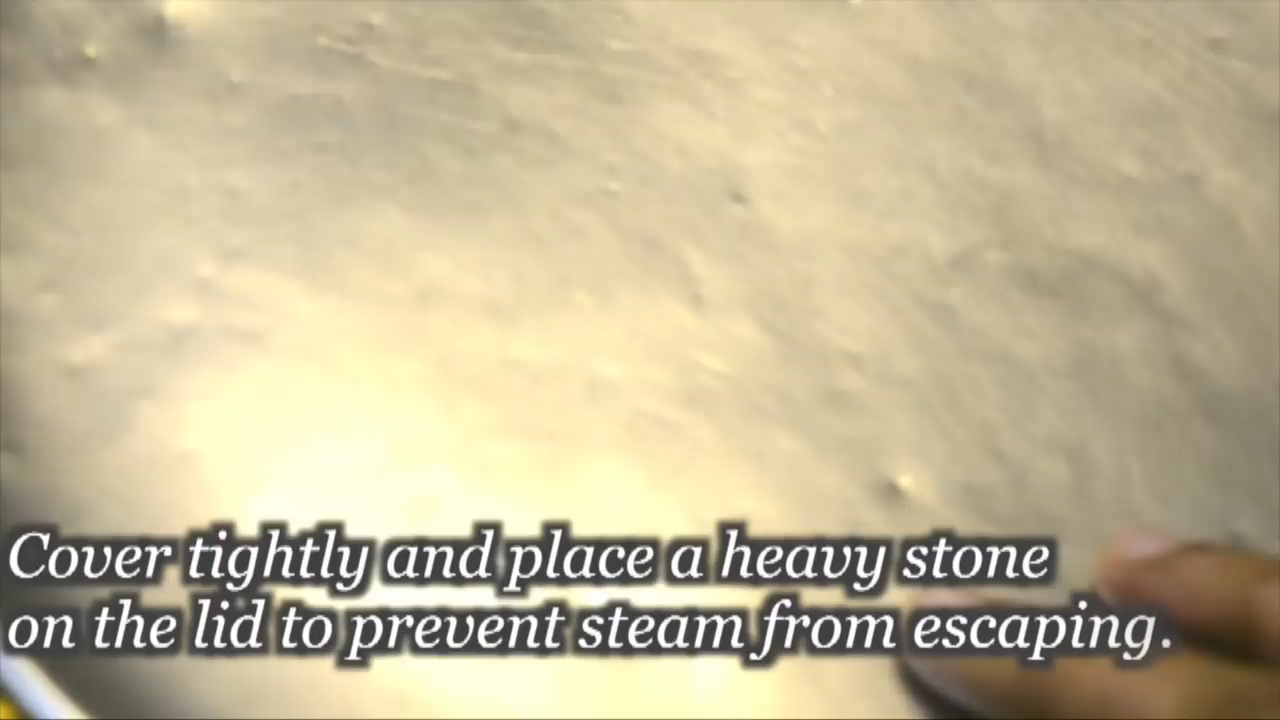 Cover tightly and place a heavy stone
on the lid to prevent steam from escaping.